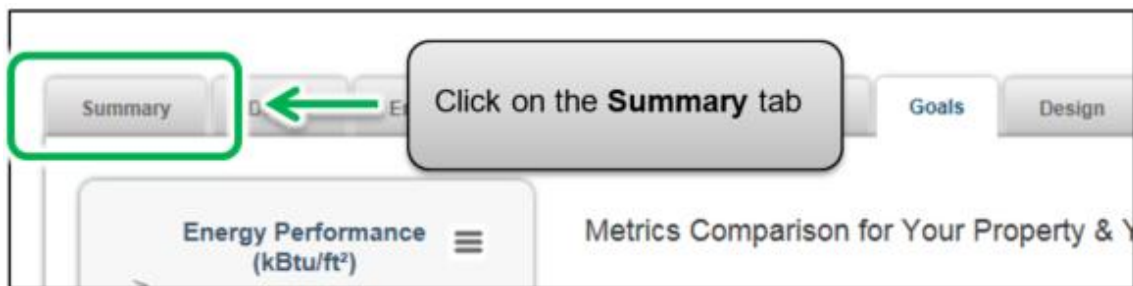 Summary
Click on the Summary tab
Goals
Design
Energy Performance
(kBtu/ft²)
Metrics Comparison for Your Property &